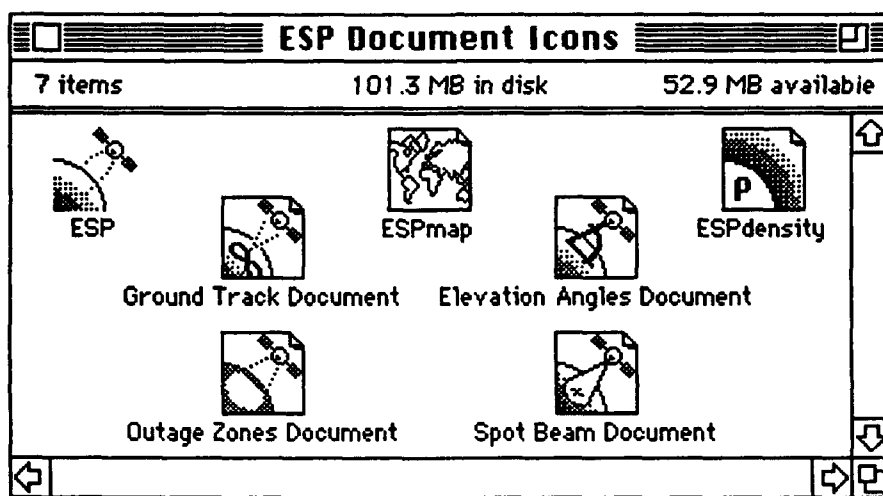 ESP Document Icons
7 items 101.3 MB in disk 52.9 MB available
ESP ESPmap ESPdensity
Ground Track Document Elevation Angles Document
Outage Zones Document Spot Beam Document